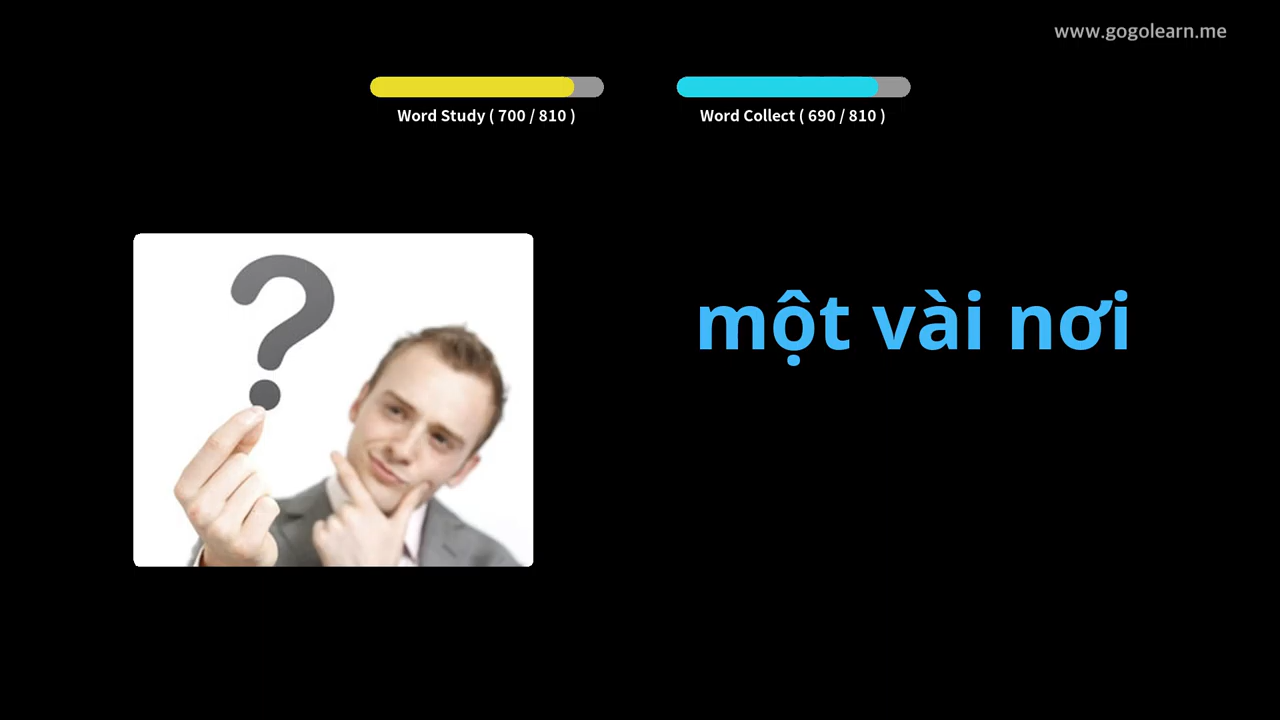 www.gogolearn.me
Word Study ( 700 / 810 )
Word Collect ( 690 / 810 )
?
một vài nơi